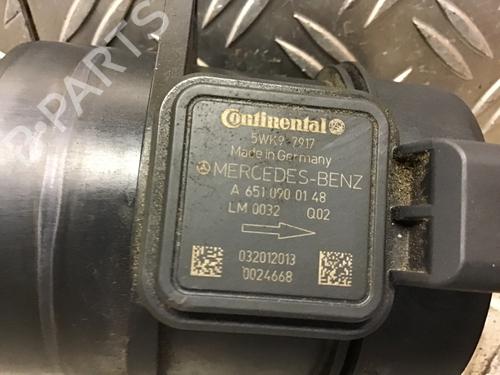 Continental
5WK9 7917
Made in Germany
MERCEDES-BENZ
A 651 090 01 48
LM 0032 Q02
032012013
0024668
B-PARTS